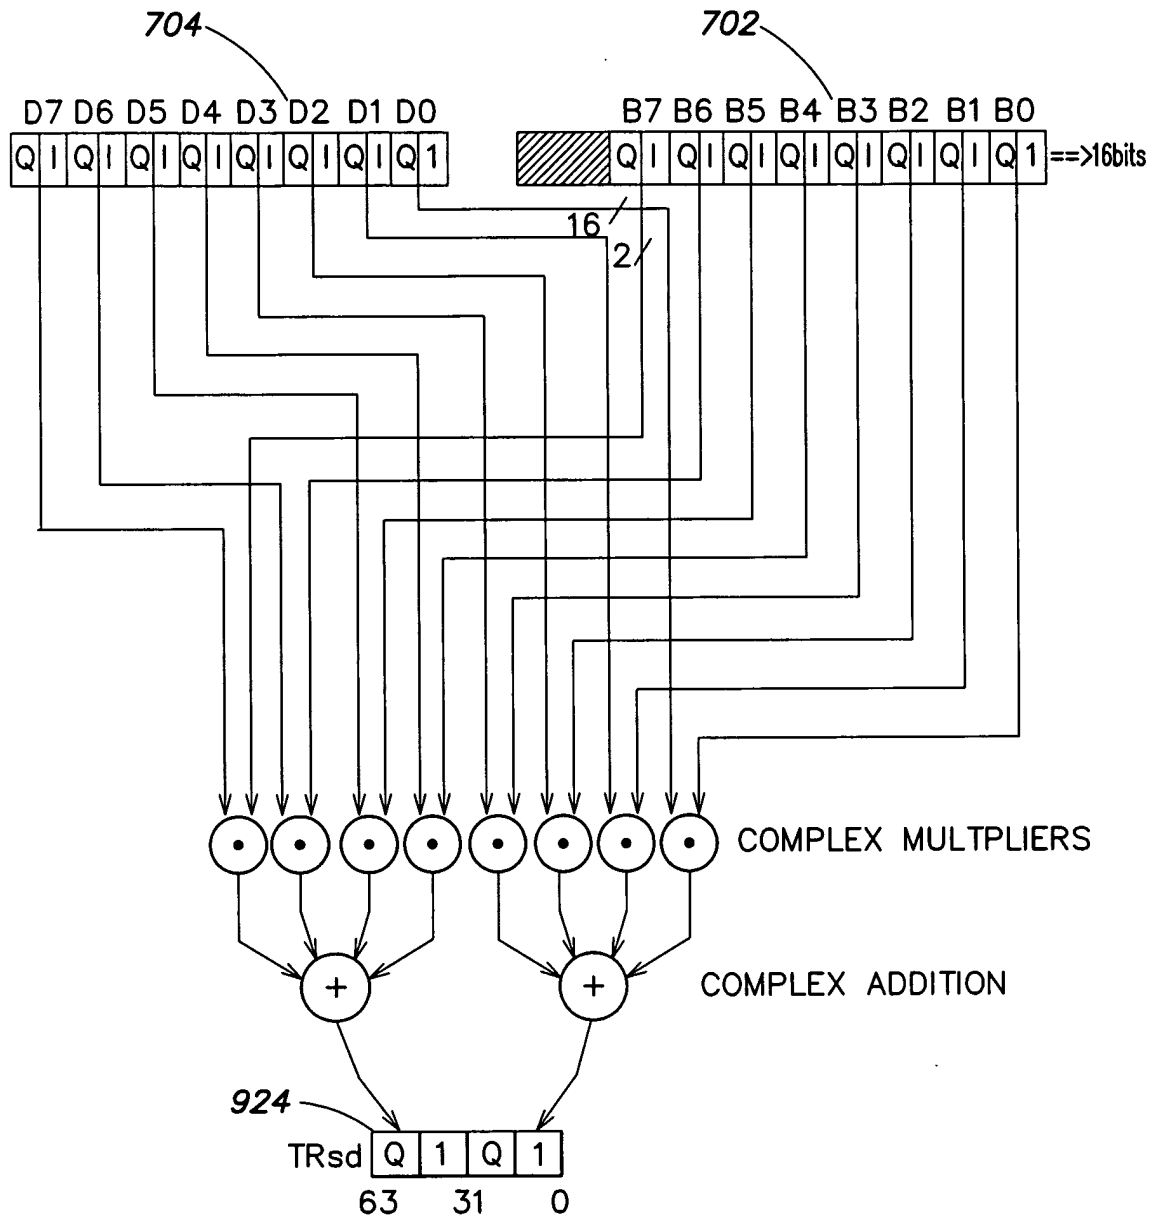 704 702
D7 D6 D5 D4 D3 D2 D1 D0 B7 B6 B5 B4 B3 B2 B1 B0
Q I Q I Q I Q I Q I Q I Q I Q 1 Q I Q I Q I Q I Q I Q I Q I Q 1 ==>16bits
16
2
COMPLEX MULTPLIERS
+ + COMPLEX ADDITION
924
TRsd Q 1 Q 1
63 31 0